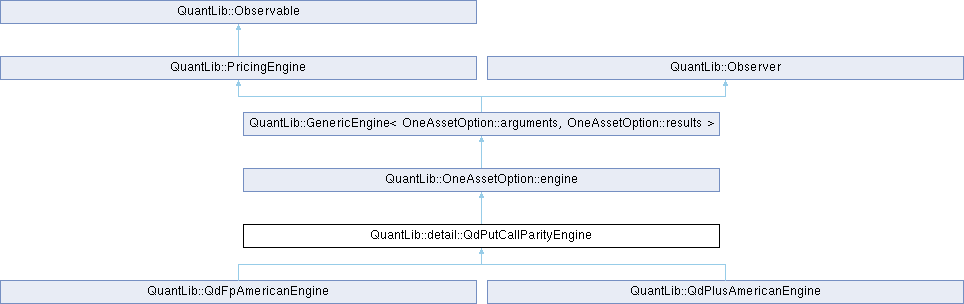 QuantLib::Observable
QuantLib::PricingEngine
QuantLib::Observer
QuantLib::GenericEngine< OneAssetOption::arguments, OneAssetOption::results >
QuantLib::OneAssetOption::engine
QuantLib::detail::QdPutCallParityEngine
QuantLib::QdFpAmericanEngine
QuantLib::QdPlusAmericanEngine